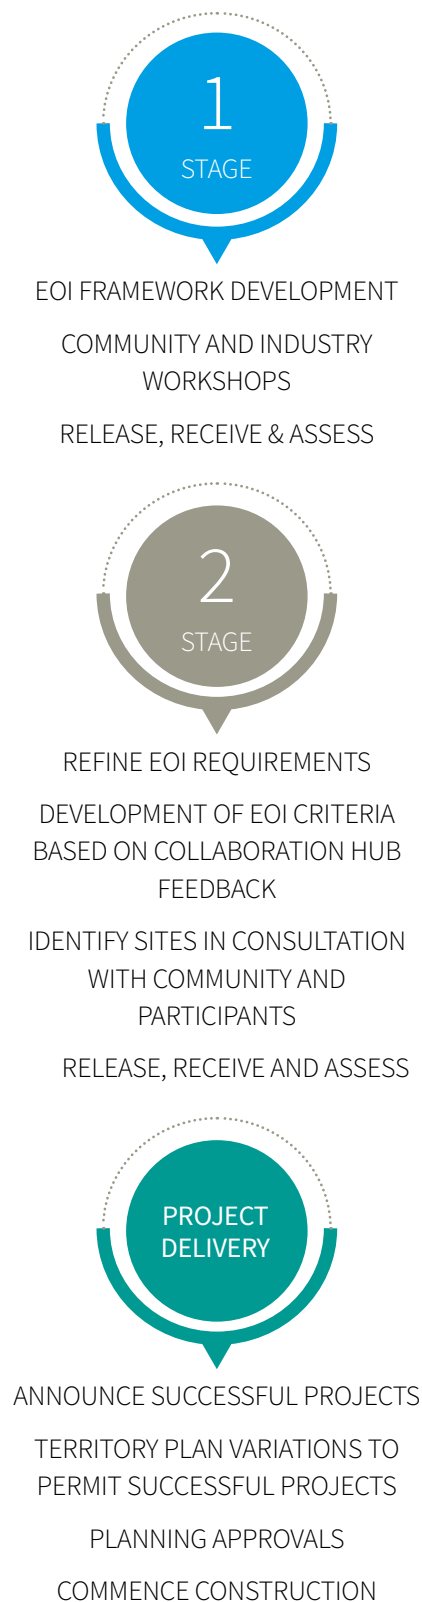 1
STAGE
EOI FRAMEWORK DEVELOPMENT
COMMUNITY AND INDUSTRY
WORKSHOPS
RELEASE, RECEIVE & ASSESS
2
STAGE
REFINE EOI REQUIREMENTS
DEVELOPMENT OF EOI CRITERIA
BASED ON COLLABORATION HUB
FEEDBACK
IDENTIFY SITES IN CONSULTATION
WITH COMMUNITY AND
PARTICIPANTS
RELEASE, RECEIVE AND ASSESS
PROJECT
DELIVERY
ANNOUNCE SUCCESSFUL PROJECTS
TERRITORY PLAN VARIATIONS TO
PERMIT SUCCESSFUL PROJECTS
PLANNING APPROVALS
COMMENCE CONSTRUCTION